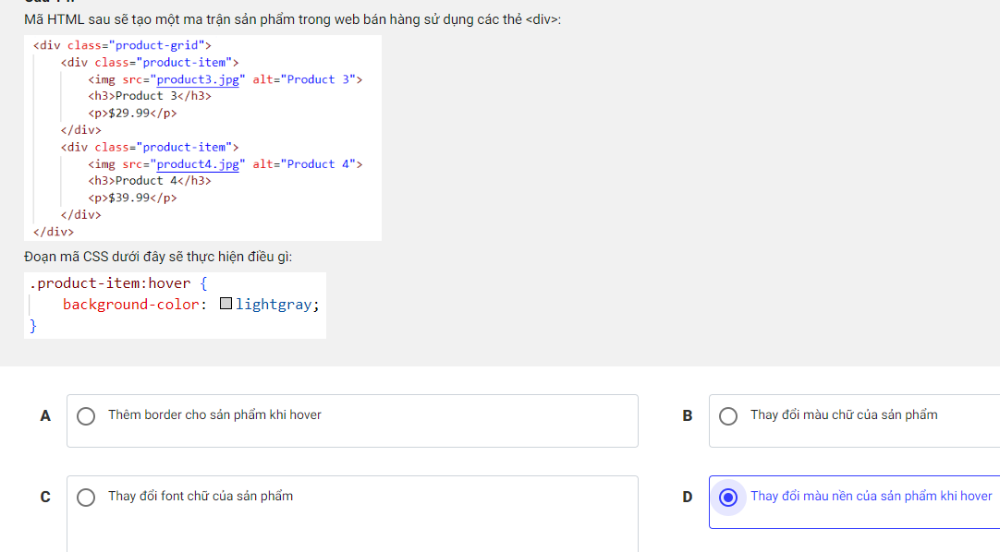 Mã HTML sau sẽ tạo một ma trận sản phẩm trong web bán hàng sử dụng các thẻ <div>:
<div class="product-grid">
<div class="product-item">
<img src="product3.jpg" alt="Product 3">
<h3>Product 3</h3>
<p>$29.99</p>
</div>
<div class="product-item">
<img src="product4.jpg" alt="Product 4">
<h3>Product 4</h3>
<p>$39.99</p>
</div>
</div>
Đoạn mã CSS dưới đây sẽ thực hiện điều gì:
.product-item:hover {
background-color: lightgray;
}
A Thêm border cho sản phẩm khi hover
B Thay đổi màu chữ của sản phẩm
C Thay đổi font chữ của sản phẩm
D Thay đổi màu nền của sản phẩm khi hover